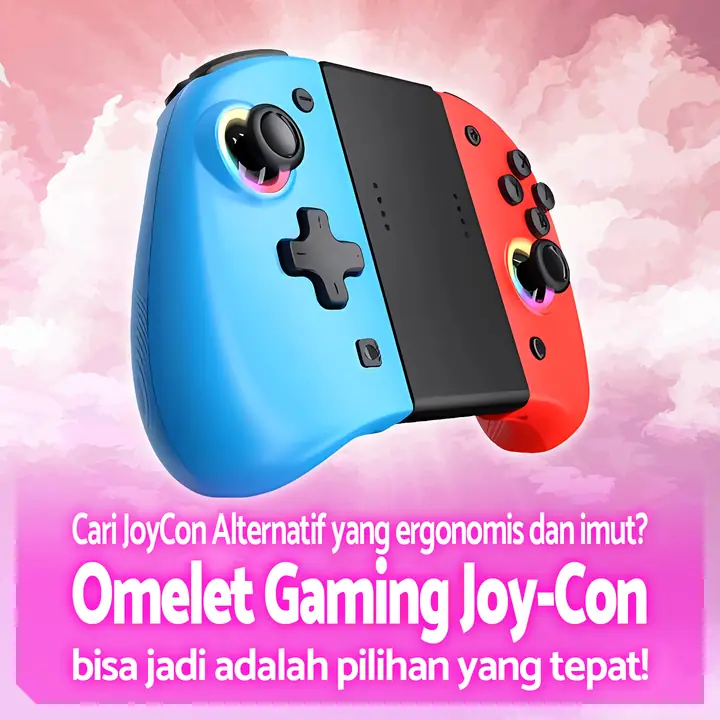 Cari JoyCon Alternatif yang ergonomis dan imut?
Omelet Gaming Joy-Con
bisa jadi adalah pilihan yang tepat!